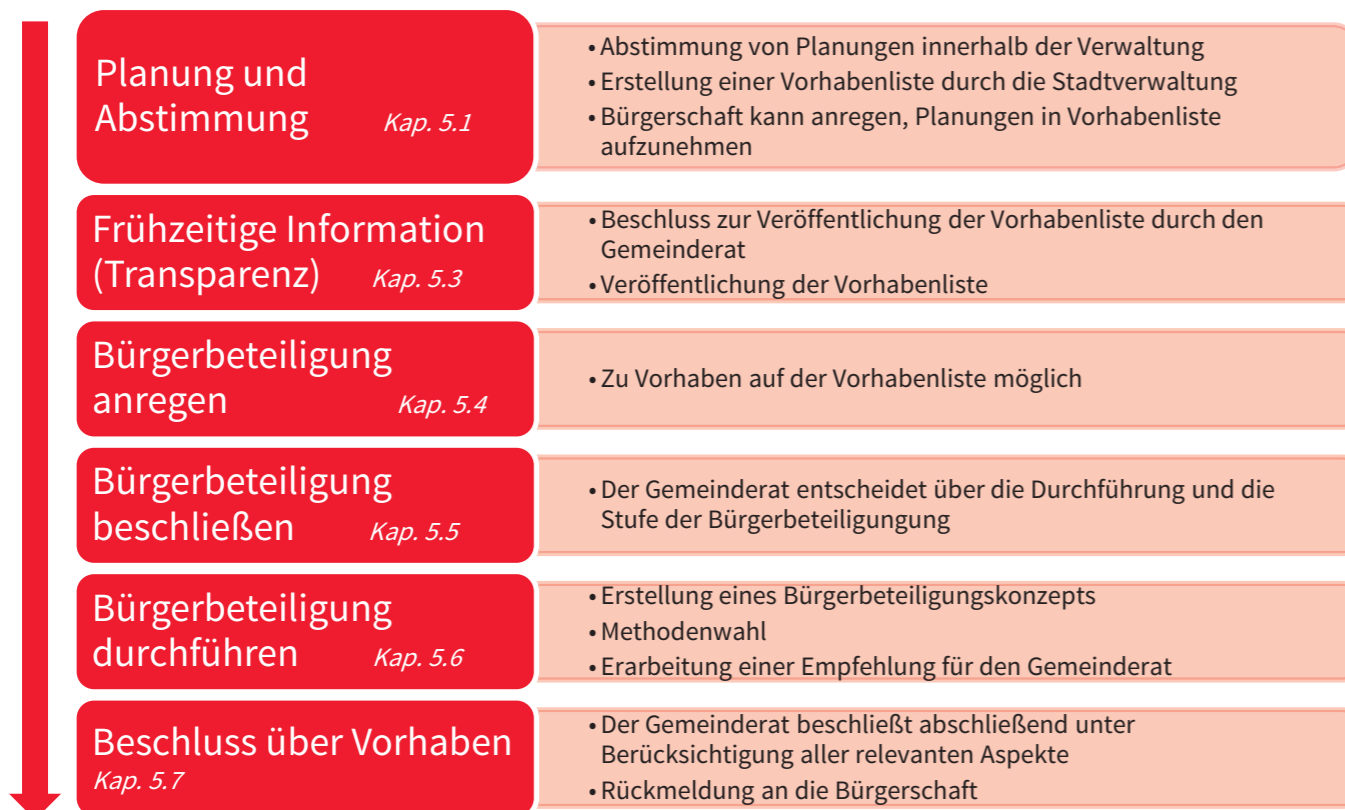 Planung und
Abstimmung Kap. 5.1
• Abstimmung von Planungen innerhalb der Verwaltung
• Erstellung einer Vorhabenliste durch die Stadtverwaltung
• Bürgerschaft kann anregen, Planungen in Vorhabenliste
aufzunehmen
Frühzeitige Information
(Transparenz) Kap. 5.3
• Beschluss zur Veröffentlichung der Vorhabenliste durch den
Gemeinderat
• Veröffentlichung der Vorhabenliste
Bürgerbeteiligung
anregen Kap. 5.4
• Zu Vorhaben auf der Vorhabenliste möglich
Bürgerbeteiligung
beschließen Kap. 5.5
• Der Gemeinderat entscheidet über die Durchführung und die
Stufe der Bürgerbeteiligungung
Bürgerbeteiligung
durchführen Kap. 5.6
• Erstellung eines Bürgerbeteiligungskonzepts
• Methodenwahl
• Erarbeitung einer Empfehlung für den Gemeinderat
Beschluss über Vorhaben
Kap. 5.7
• Der Gemeinderat beschließt abschließend unter
Berücksichtigung aller relevanten Aspekte
• Rückmeldung an die Bürgerschaft